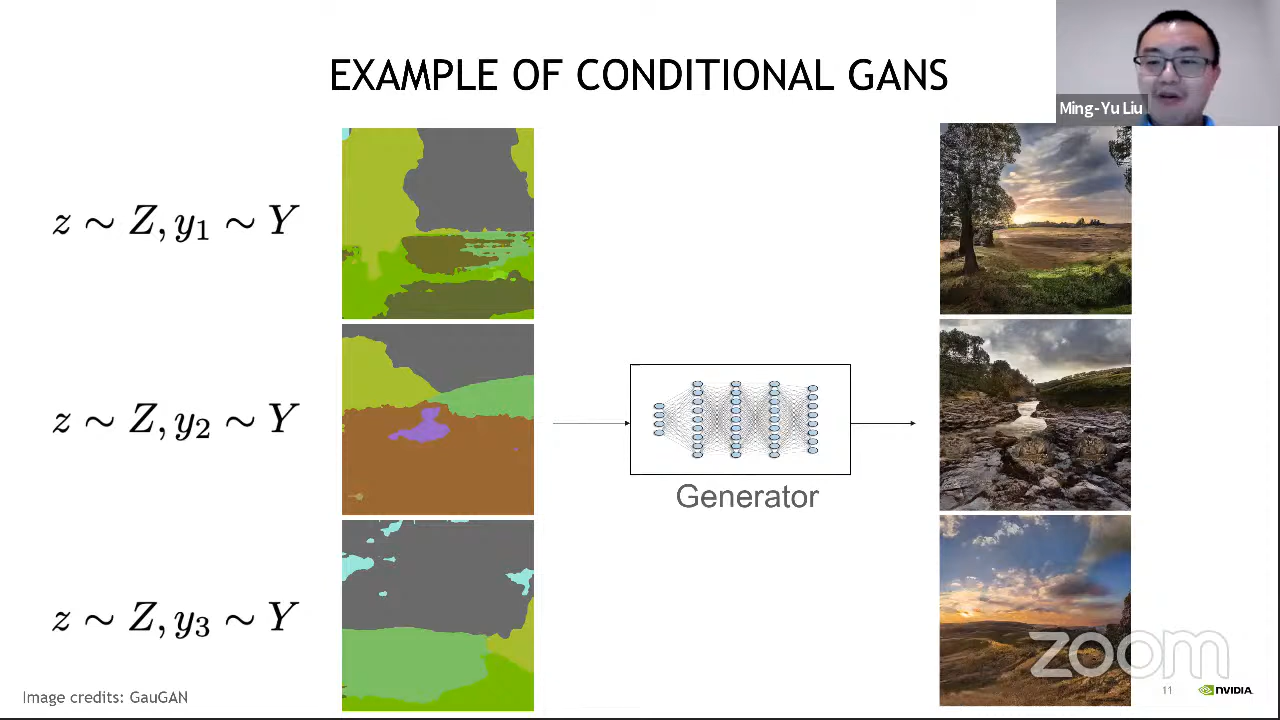 EXAMPLE OF CONDITIONAL GANS
Ming-Yu Liu
z ∼ Z, y₁ ∼ Y
z ∼ Z, y₂ ∼ Y
Generator
z ∼ Z, y₃ ∼ Y
zoom
Image credits: GauGAN
11
NVIDIA